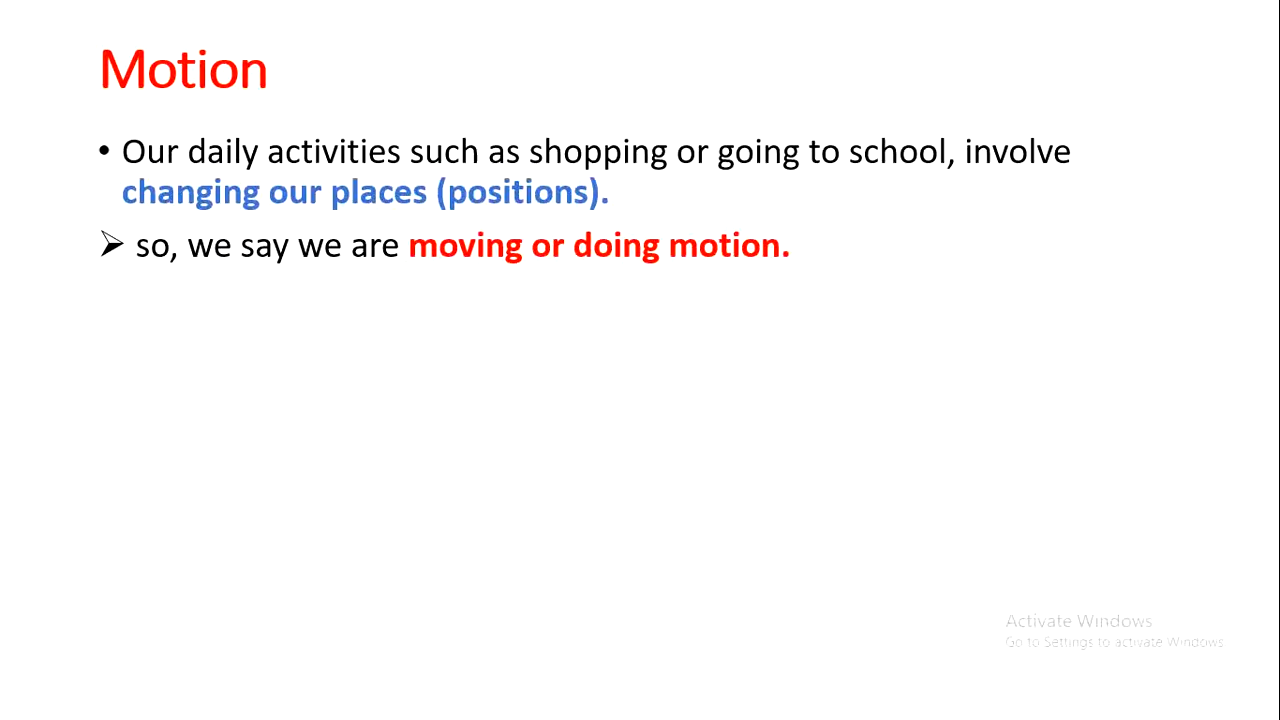 Motion
• Our daily activities such as shopping or going to school, involve
changing our places (positions).
➢ so, we say we are moving or doing motion.
Activate Windows
Go to Settings to activate Windows